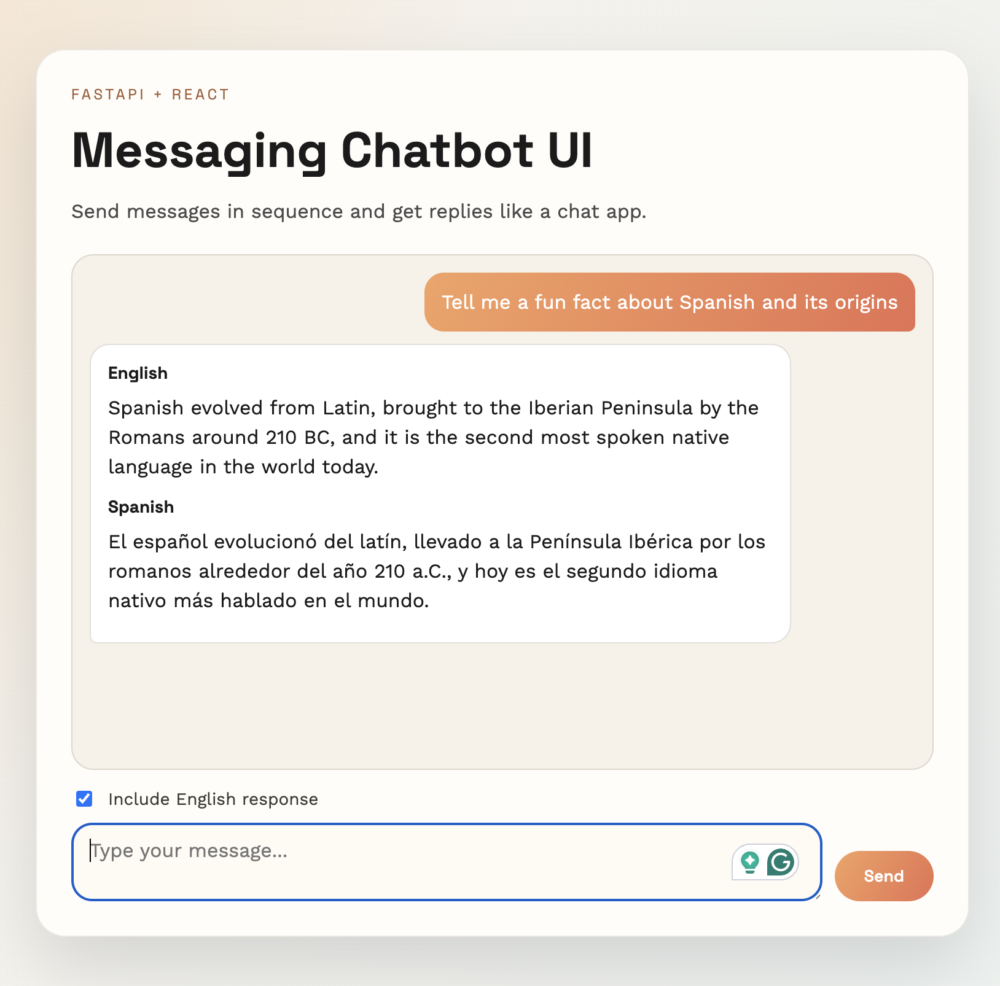 FASTAPI + REACT
Messaging Chatbot UI
Send messages in sequence and get replies like a chat app.
Tell me a fun fact about Spanish and its origins
English
Spanish evolved from Latin, brought to the Iberian Peninsula by the
Romans around 210 BC, and it is the second most spoken native
language in the world today.
Spanish
El español evolucionó del latín, llevado a la Península Ibérica por los
romanos alrededor del año 210 a.C., y hoy es el segundo idioma
nativo más hablado en el mundo.
Include English response
Type your message...
Send